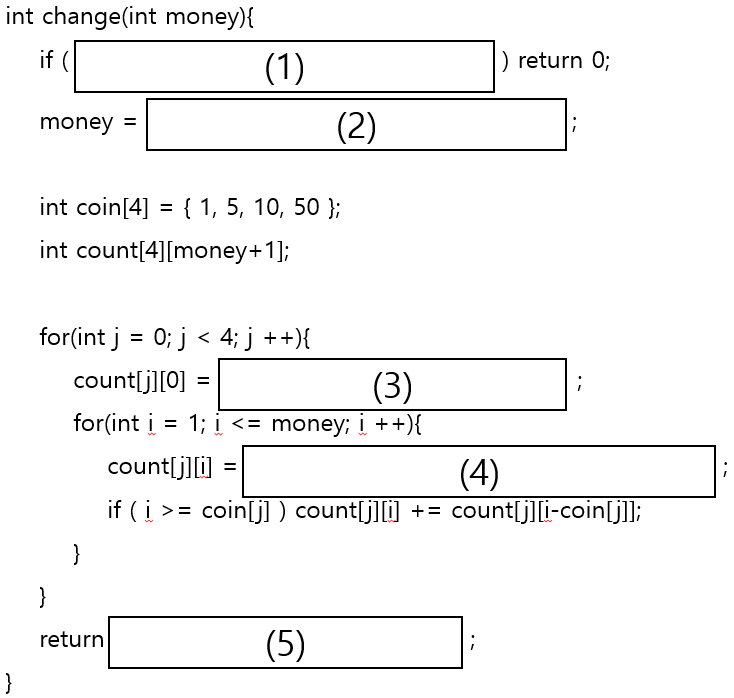 int change(int money){
if ( (1) ) return 0;
money = (2) ;
int coin[4] = { 1, 5, 10, 50 };
int count[4][money+1];
for(int j = 0; j < 4; j ++){
count[j][0] = (3) ;
for(int i = 1; i <= money; i ++){
count[j][i] = (4) ;
if ( i >= coin[j] ) count[j][i] += count[j][i-coin[j]];
}
}
return (5) ;
}